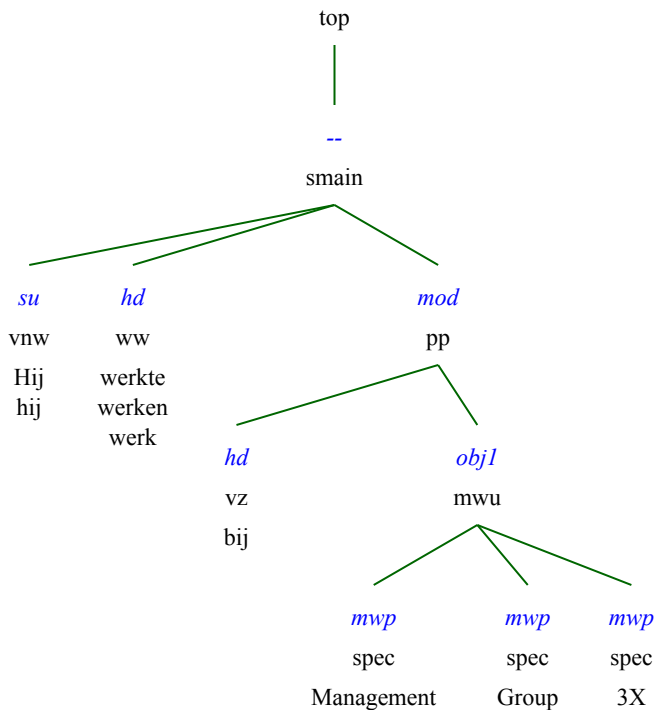 top
--
smain
su hd mod
vnw ww pp
Hij werkte
hij werken
werk
hd obj1
vz mwu
bij
mwp mwp mwp
spec spec spec
Management Group 3X